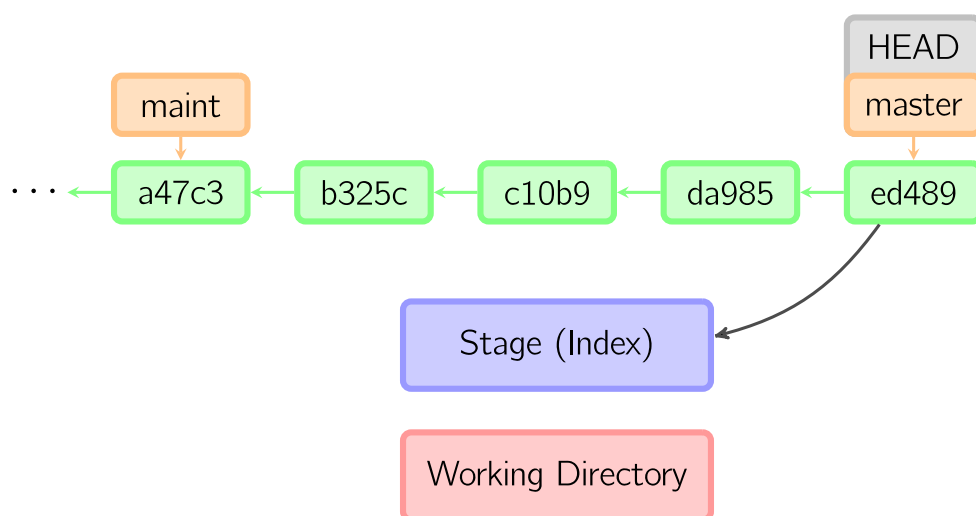 HEAD
maint
master
· · ·
a47c3
b325c
c10b9
da985
ed489
Stage (Index)
Working Directory